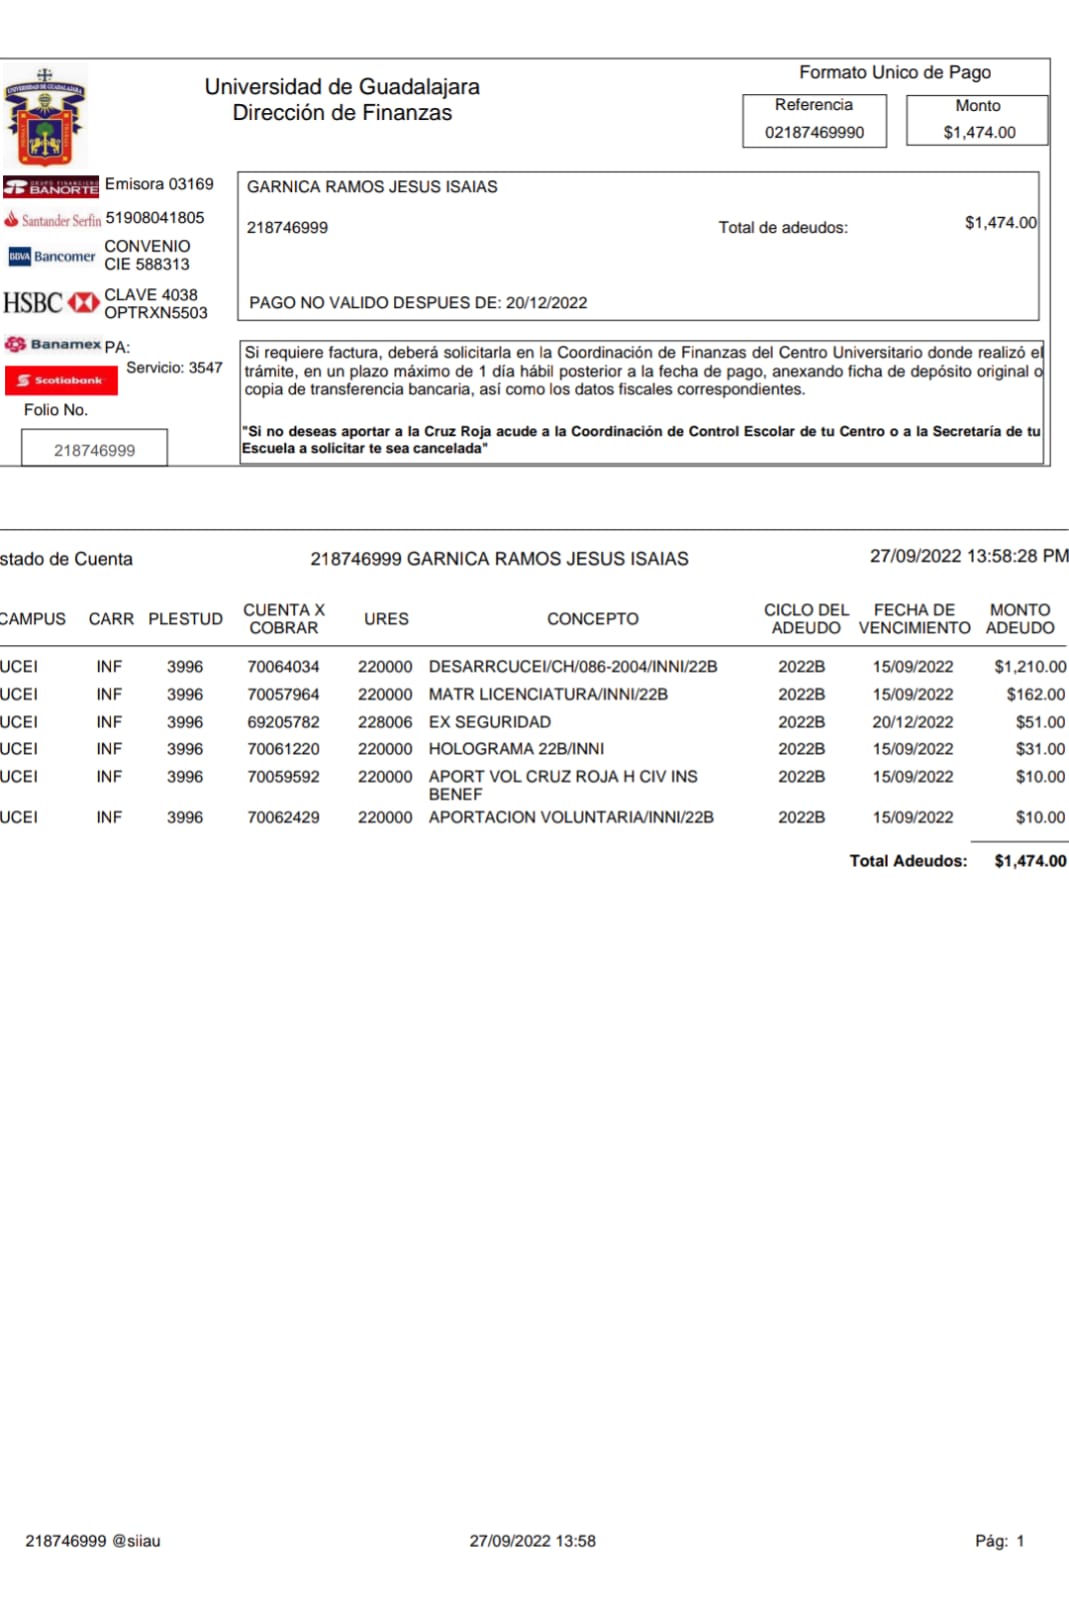 Formato Unico de Pago
Universidad de Guadalajara
Dirección de Finanzas
Referencia
02187469990
Monto
$1,474.00
UNIVERSIDAD DE GUADALAJARA
GRUPO FINANCIERO
BANORTE
Emisora 03169
Santander Serfin
51908041805
BBVA Bancomer
CONVENIO
CIE 588313
HSBC
CLAVE 4038
OPTRXN5503
Banamex
PA:
Scotiabank
Servicio: 3547
Folio No.
218746999
GARNICA RAMOS JESUS ISAIAS
218746999
Total de adeudos:
$1,474.00
PAGO NO VALIDO DESPUES DE: 20/12/2022
Si requiere factura, deberá solicitarla en la Coordinación de Finanzas del Centro Universitario donde realizó el
trámite, en un plazo máximo de 1 día hábil posterior a la fecha de pago, anexando ficha de depósito original o
copia de transferencia bancaria, así como los datos fiscales correspondientes.
"Si no deseas aportar a la Cruz Roja acude a la Coordinación de Control Escolar de tu Centro o a la Secretaría de tu
Escuela a solicitar te sea cancelada"
stado de Cuenta
218746999 GARNICA RAMOS JESUS ISAIAS
27/09/2022 13:58:28 PM
CAMPUS CARR PLESTUD CUENTA X COBRAR URES CONCEPTO CICLO DEL ADEUDO FECHA DE VENCIMIENTO MONTO ADEUDO
UCEI INF 3996 70064034 220000 DESARRCUCEI/CH/086-2004/INNI/22B 2022B 15/09/2022 $1,210.00
UCEI INF 3996 70057964 220000 MATR LICENCIATURA/INNI/22B 2022B 15/09/2022 $162.00
UCEI INF 3996 69205782 228006 EX SEGURIDAD 2022B 20/12/2022 $51.00
UCEI INF 3996 70061220 220000 HOLOGRAMA 22B/INNI 2022B 15/09/2022 $31.00
UCEI INF 3996 70059592 220000 APORT VOL CRUZ ROJA H CIV INS 2022B 15/09/2022 $10.00
BENEF
UCEI INF 3996 70062429 220000 APORTACION VOLUNTARIA/INNI/22B 2022B 15/09/2022 $10.00
Total Adeudos: $1,474.00
218746999 @siiau
27/09/2022 13:58
Pág: 1